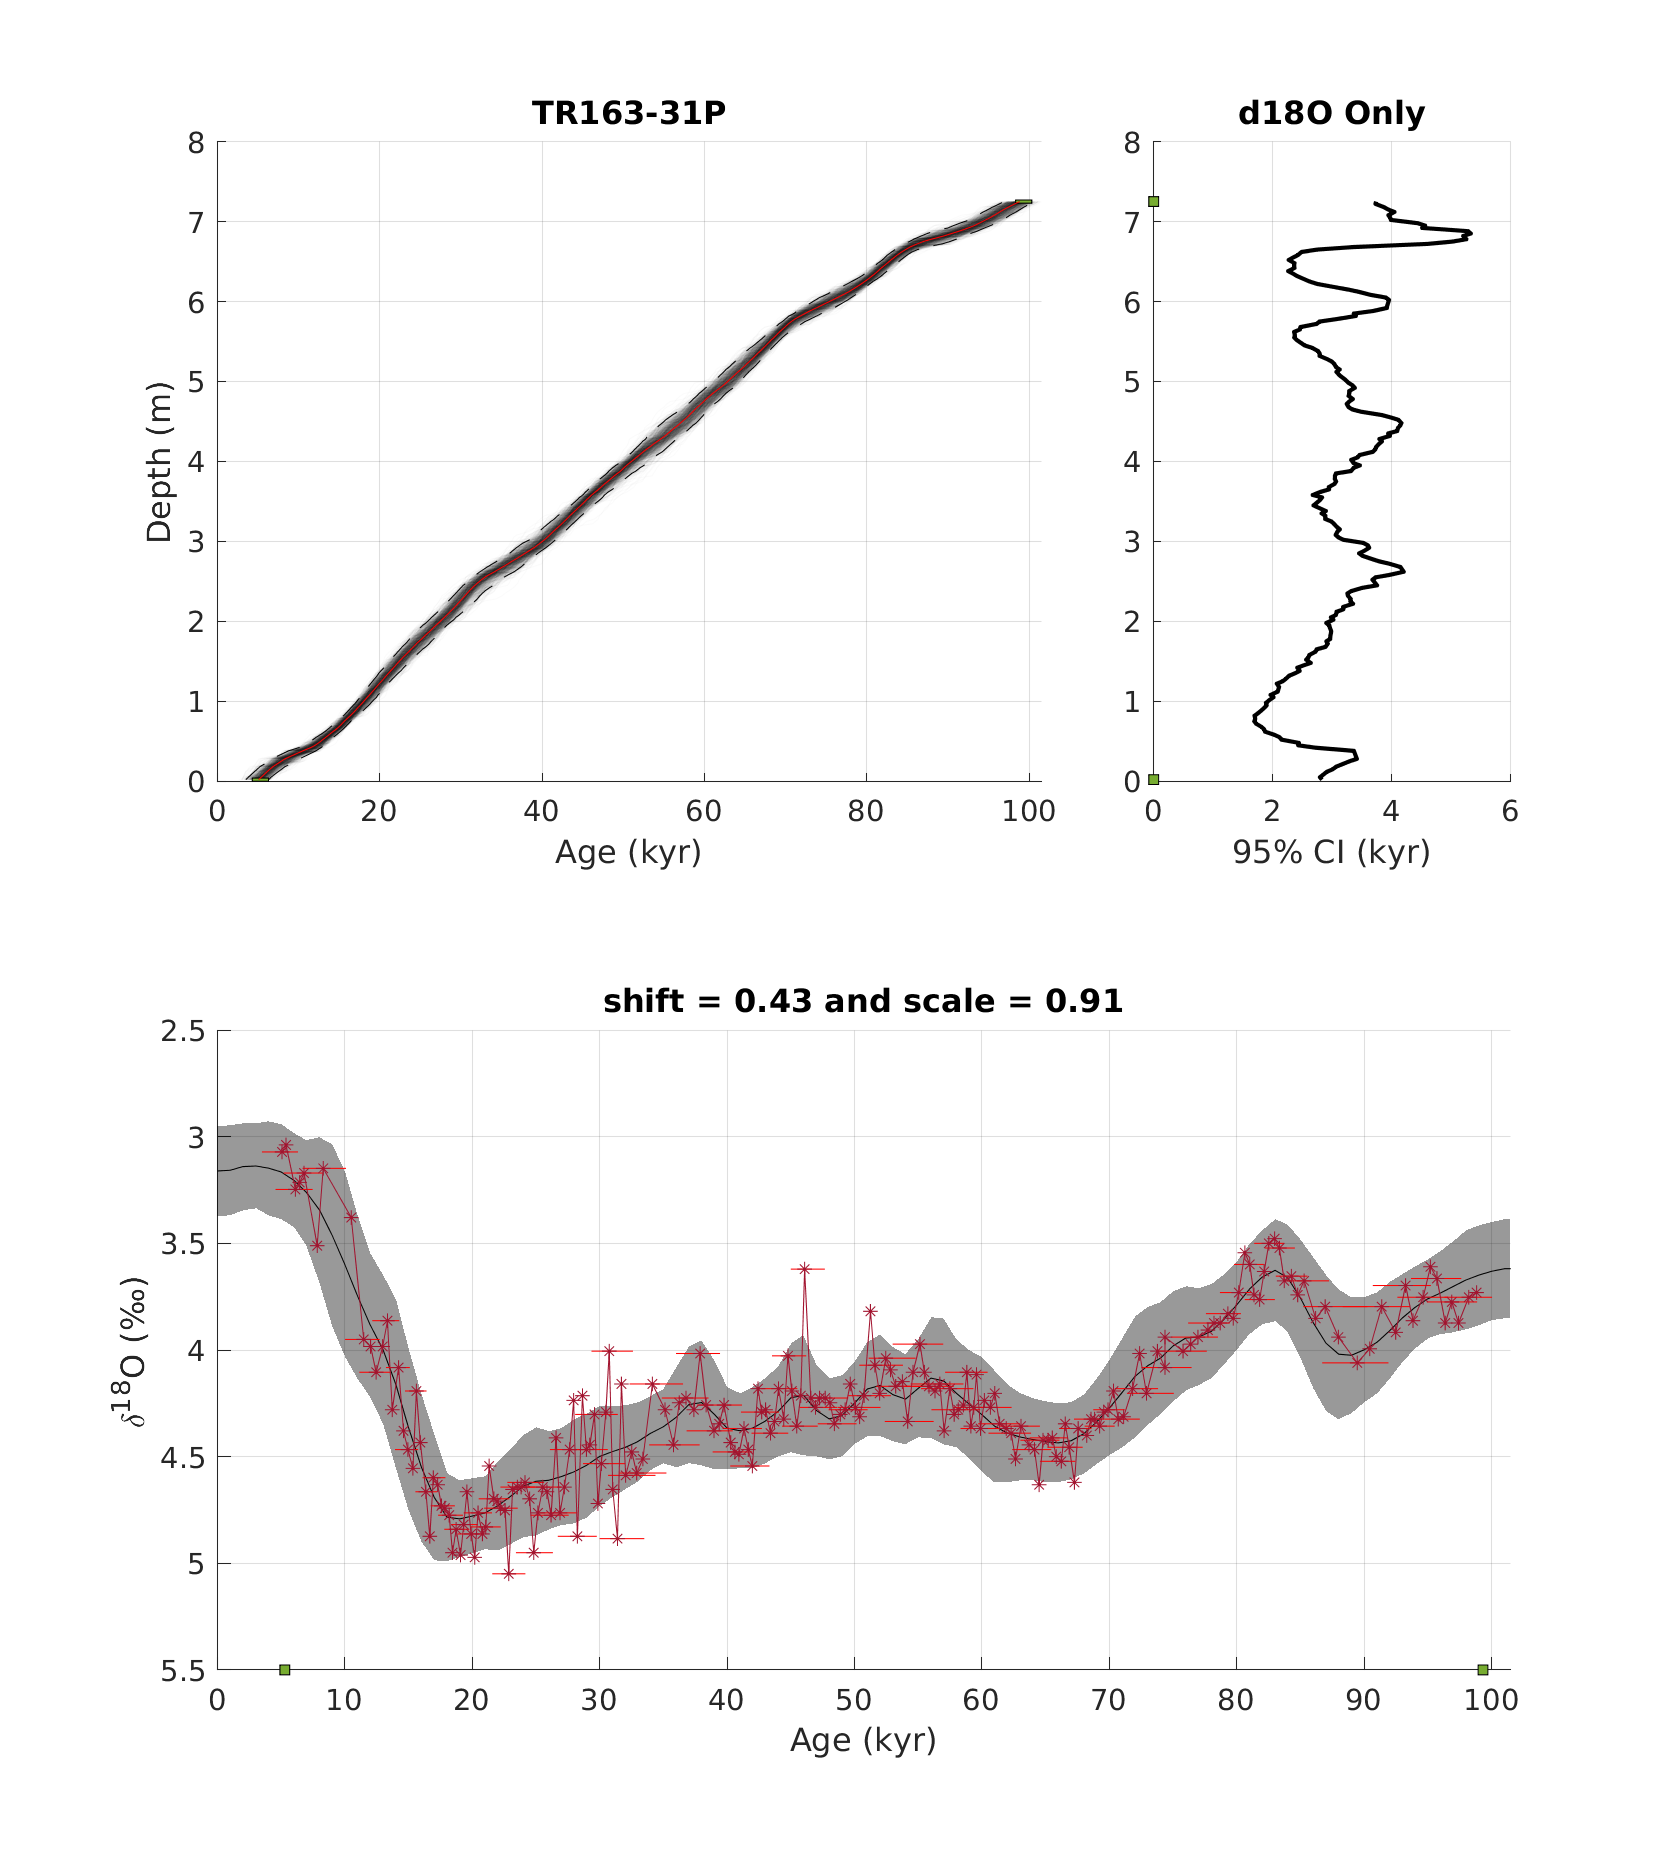 TR163-31P
8
7
6
5
4
3
2
1
0
0 20 40 60 80 100
Depth (m)
Age (kyr)
d18O Only
8
7
6
5
4
3
2
1
0
0 2 4 6
95% CI (kyr)
shift = 0.43 and scale = 0.91
2.5
3
3.5
4
4.5
5
5.5
0 10 20 30 40 50 60 70 80 90 100
δ18O (‰)
Age (kyr)